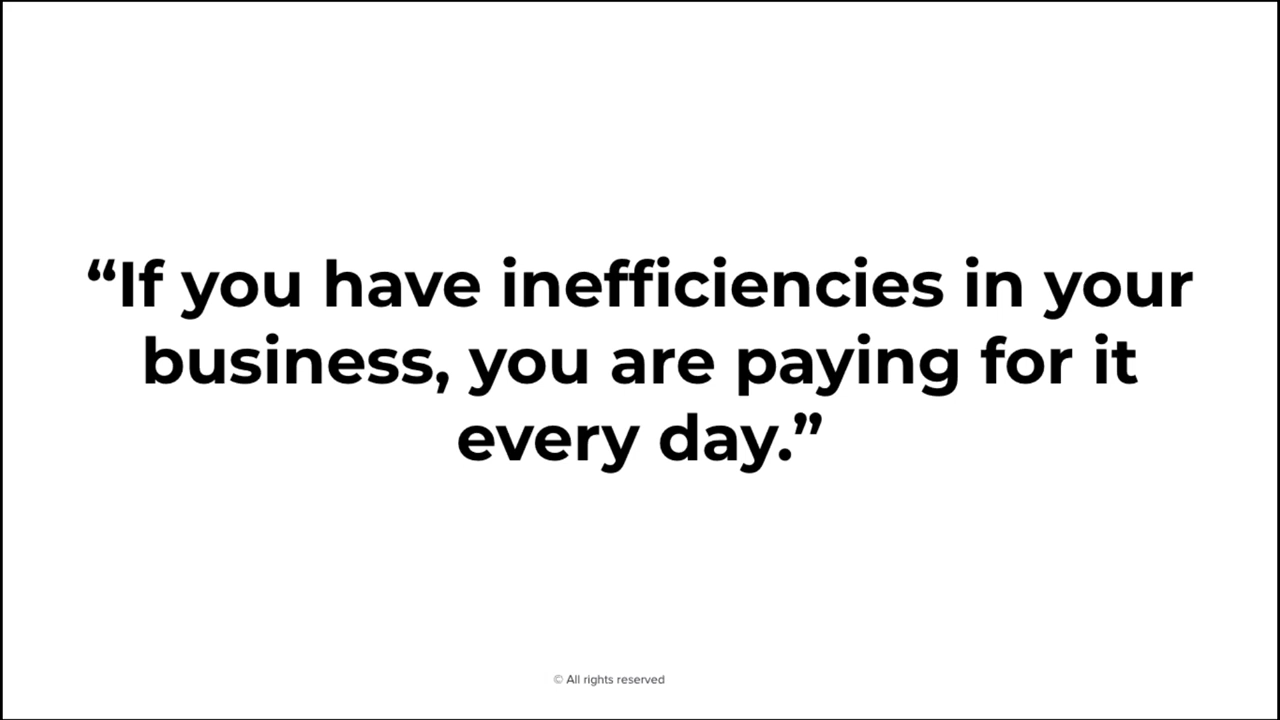 “If you have inefficiencies in your
business, you are paying for it
every day.”
© All rights reserved